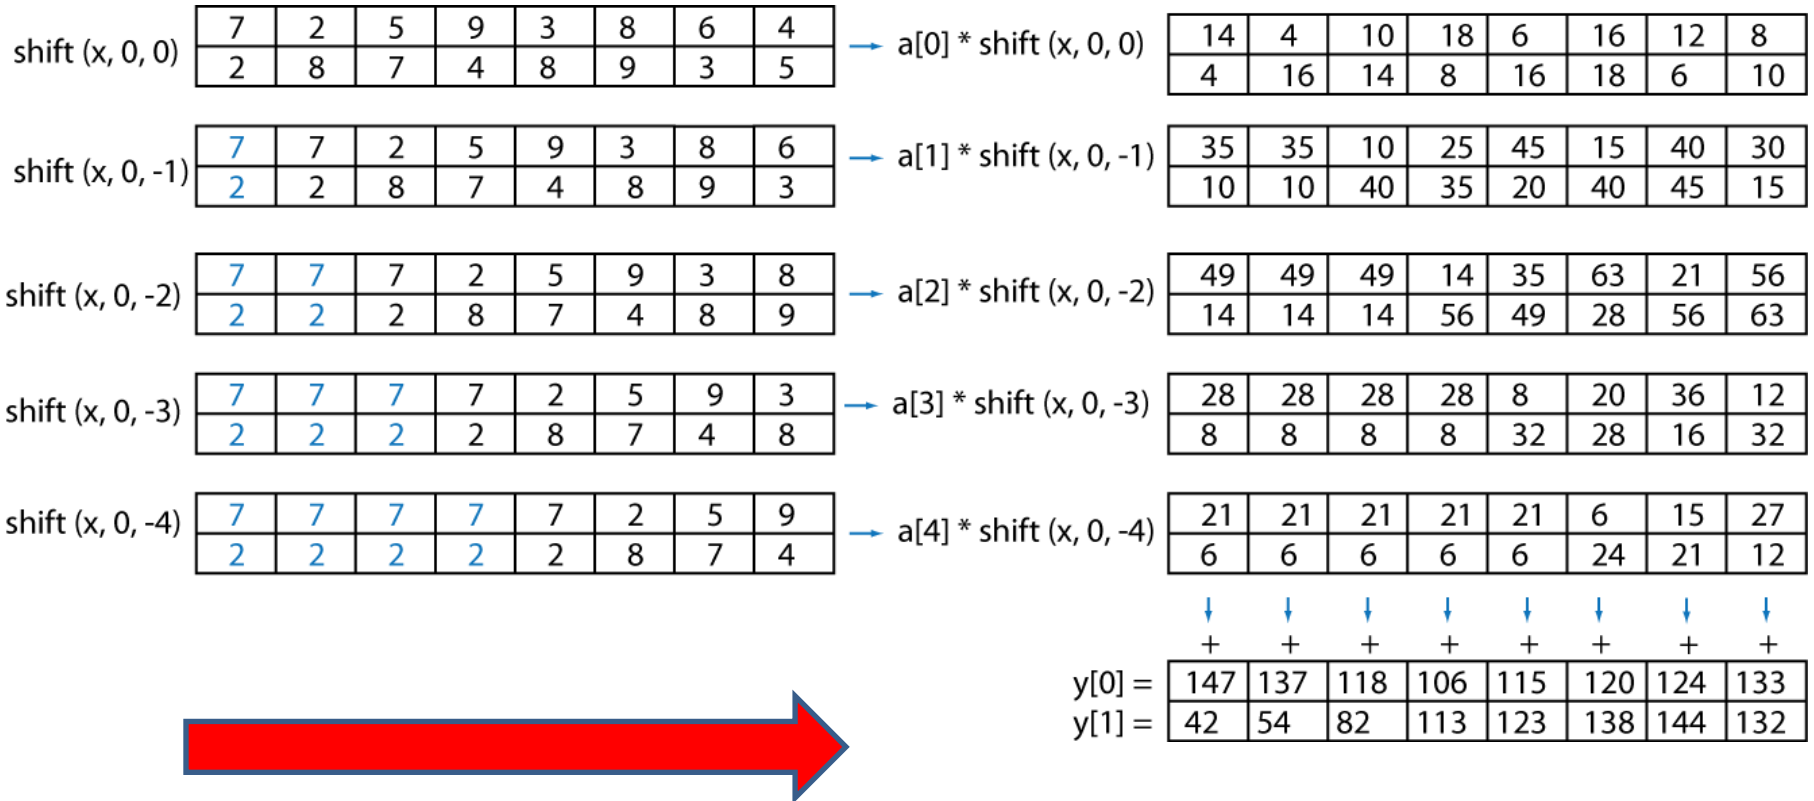 shift (x, 0, 0) 7 2 5 9 3 8 6 4
2 8 7 4 8 9 3 5
a[0] * shift (x, 0, 0) 14 4 10 18 6 16 12 8
4 16 14 8 16 18 6 10
shift (x, 0, -1) 7 7 2 5 9 3 8 6
2 2 8 7 4 8 9 3
a[1] * shift (x, 0, -1) 35 35 10 25 45 15 40 30
10 10 40 35 20 40 45 15
shift (x, 0, -2) 7 7 7 2 5 9 3 8
2 2 2 8 7 4 8 9
a[2] * shift (x, 0, -2) 49 49 49 14 35 63 21 56
14 14 14 56 49 28 56 63
shift (x, 0, -3) 7 7 7 7 2 5 9 3
2 2 2 2 8 7 4 8
a[3] * shift (x, 0, -3) 28 28 28 28 8 20 36 12
8 8 8 8 32 28 16 32
shift (x, 0, -4) 7 7 7 7 7 2 5 9
2 2 2 2 2 8 7 4
a[4] * shift (x, 0, -4) 21 21 21 21 21 6 15 27
6 6 6 6 6 24 21 12
+ + + + + + + +
y[0] = 147 137 118 106 115 120 124 133
y[1] = 42 54 82 113 123 138 144 132